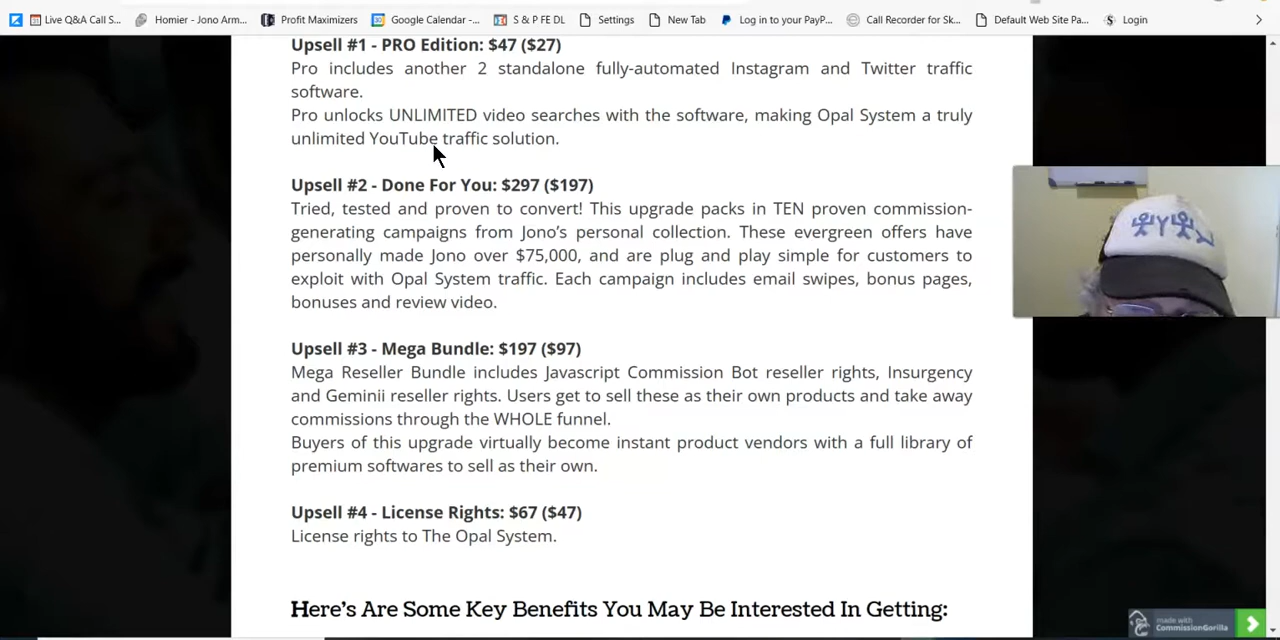 Live Q&A Call S...
Homier - Jono Arm...
Profit Maximizers
Google Calendar -...
S & P FE DL
Settings
New Tab
Log in to your PayP...
Call Recorder for Sk...
Default Web Site Pa...
Login
Upsell #1 - PRO Edition: $47 ($27)
Pro includes another 2 standalone fully-automated Instagram and Twitter traffic
software.
Pro unlocks UNLIMITED video searches with the software, making Opal System a truly
unlimited YouTube traffic solution.
Upsell #2 - Done For You: $297 ($197)
Tried, tested and proven to convert! This upgrade packs in TEN proven commission-
generating campaigns from Jono’s personal collection. These evergreen offers have
personally made Jono over $75,000, and are plug and play simple for customers to
exploit with Opal System traffic. Each campaign includes email swipes, bonus pages,
bonuses and review video.
Upsell #3 - Mega Bundle: $197 ($97)
Mega Reseller Bundle includes Javascript Commission Bot reseller rights, Insurgency
and Geminii reseller rights. Users get to sell these as their own products and take away
commissions through the WHOLE funnel.
Buyers of this upgrade virtually become instant product vendors with a full library of
premium softwares to sell as their own.
Upsell #4 - License Rights: $67 ($47)
License rights to The Opal System.
Here’s Are Some Key Benefits You May Be Interested In Getting:
made with
CommissionGorilla